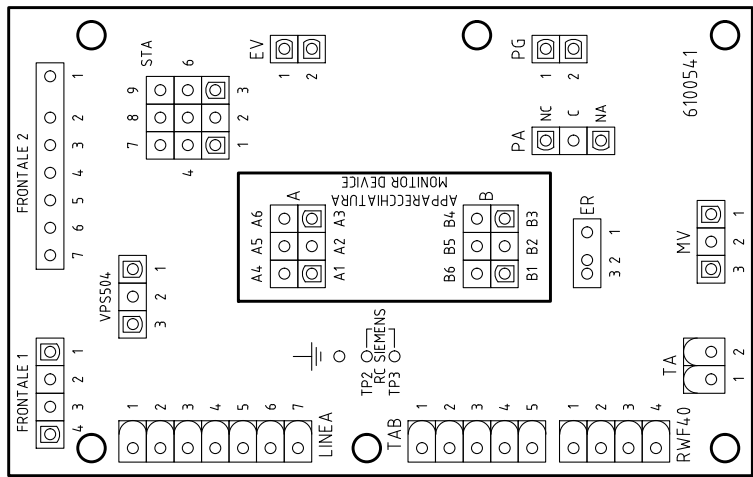 FRONTALE 1
4
3
2
1
VPS504
3
2
1
FRONTALE 2
7
6
5
4
3
2
1
STA
7
8
9
4
6
1
2
3
EV
1
2
PG
1
2
PA
NC
C
NA
6100541
APPARECCHIATURA
MONITOR DEVICE
A
A4
A5
A6
A1
A2
A3
B
B6
B5
B4
B1
B2
B3
ER
3
2
1
MV
3
2
1
TA
1
2
TP2
RC SIEMENS
TP3
LINEA
1
2
3
4
5
6
7
TAB
1
2
3
4
5
RWF40
1
2
3
4